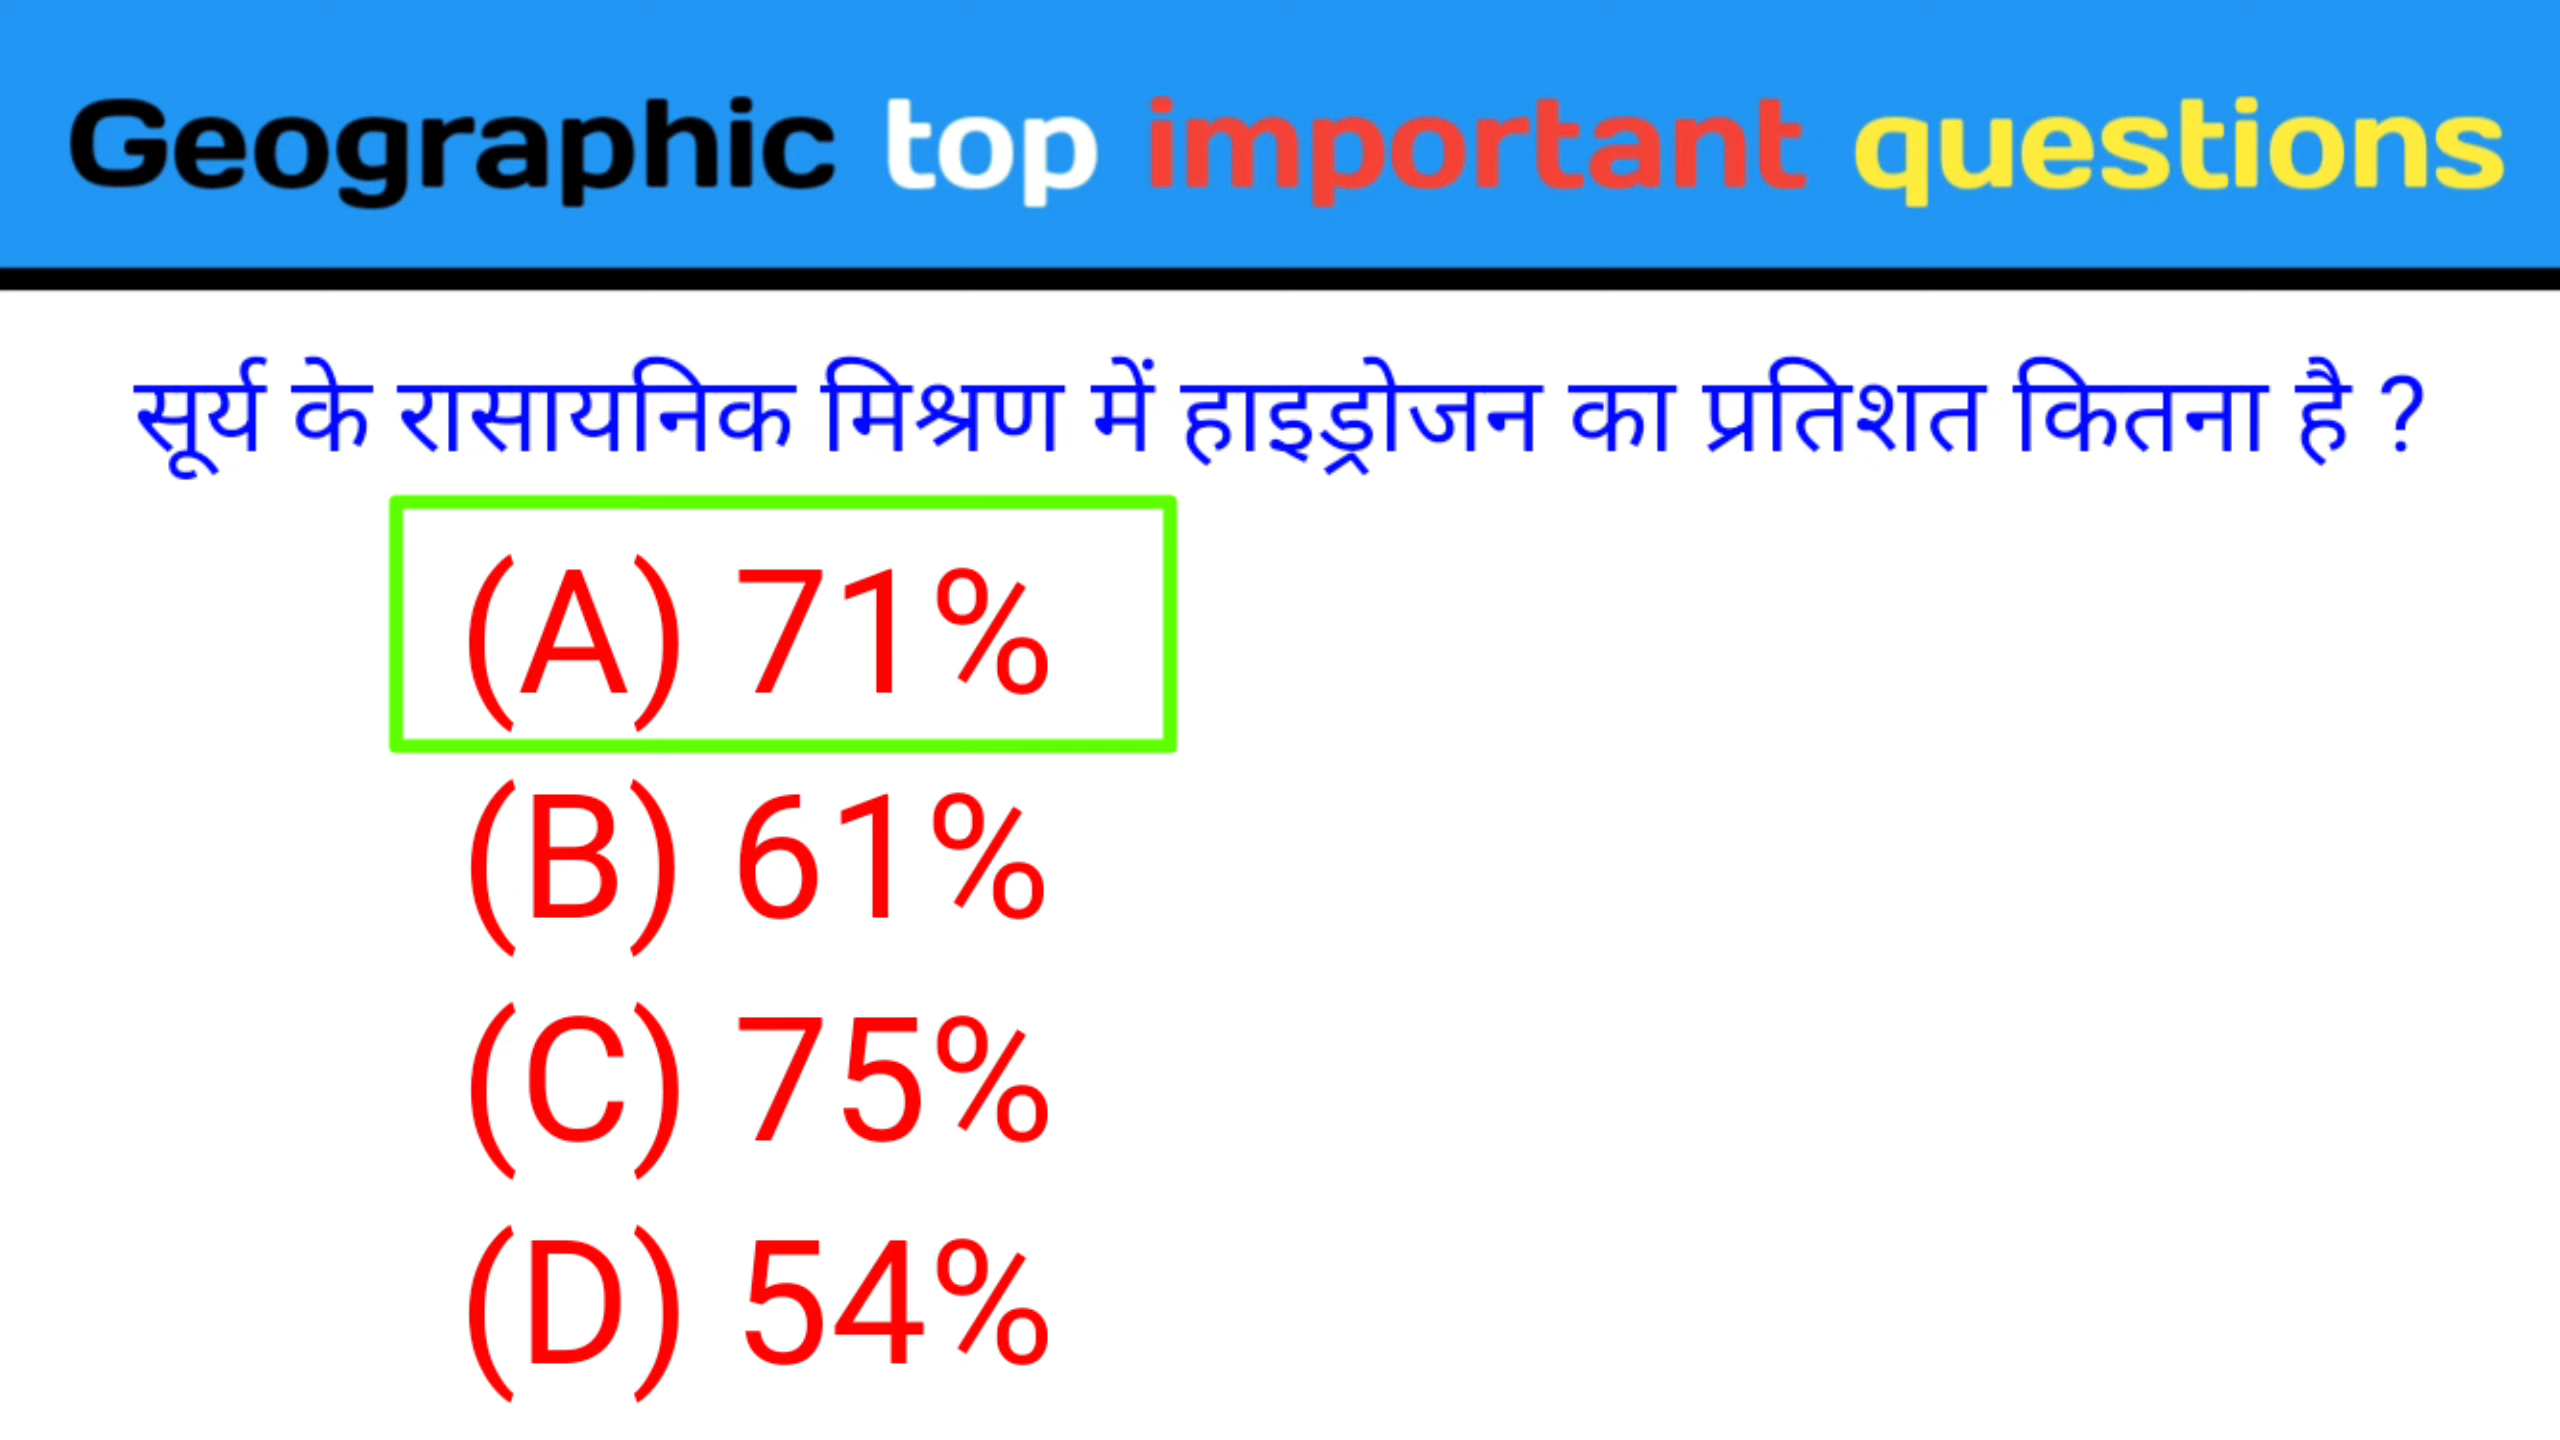 Geographic top important questions
सूर्य के रासायनिक मिश्रण में हाइड्रोजन का प्रतिशत कितना है ?
(A) 71%
(B) 61%
(C) 75%
(D) 54%